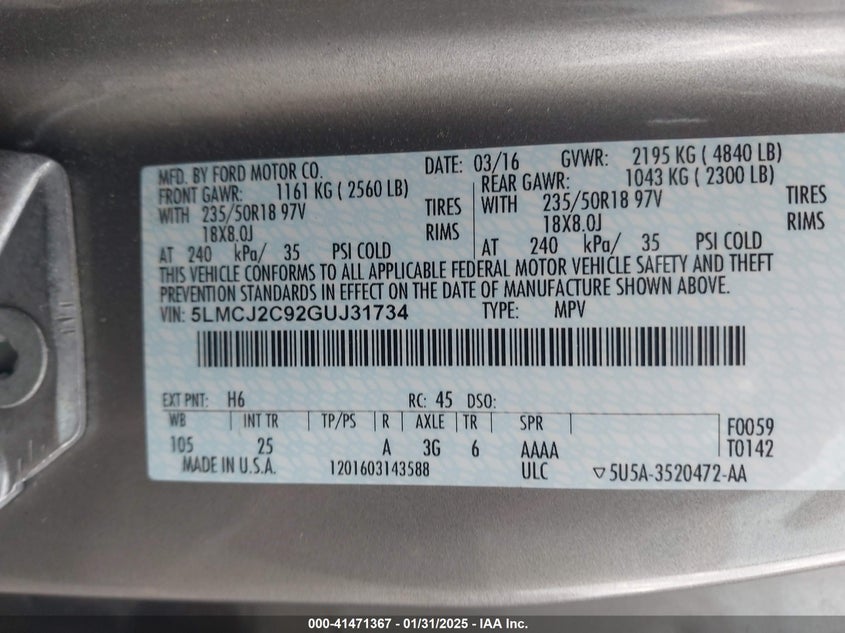 MFD. BY FORD MOTOR CO. DATE: 03/16 GVWR: 2195 KG ( 4840 LB)
FRONT GAWR: 1161 KG ( 2560 LB) REAR GAWR: 1043 KG ( 2300 LB)
WITH 235/50R18 97V TIRES WITH 235/50R18 97V TIRES
18X8.0J RIMS 18X8.0J RIMS
AT 240 kPa/ 35 PSI COLD AT 240 kPa/ 35 PSI COLD
THIS VEHICLE CONFORMS TO ALL APPLICABLE FEDERAL MOTOR VEHICLE SAFETY AND THEFT
PREVENTION STANDARDS IN EFFECT ON THE DATE OF MANUFACTURE SHOWN ABOVE.
VIN: 5LMCJ2C92GUJ31734 TYPE: MPV
EXT PNT: H6 RC: 45 DSO:
WB INT TR TP/PS R AXLE TR SPR F0059
105 25 A 3G 6 AAAA T0142
MADE IN U.S.A. 1201603143588 ULC ▽5U5A-3520472-AA
000-41471367 - 01/31/2025 - IAA Inc.